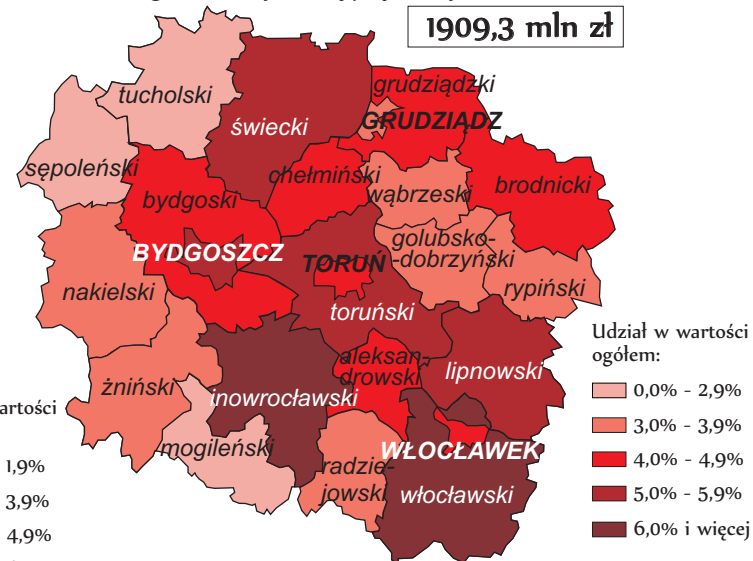 1909,3 mln zł
tucholski
grudziądzki
świecki
GRUDZIĄDZ
sępoleński
chełmiński
wąbrzeski
brodnicki
bydgoski
BYDGOSZCZ
TORUŃ
golubsko-
-dobrzyński
nakielski
rypiński
toruński
aleksan-
drowski
lipnowski
żniński
inowrocławski
mogileński
WŁOCŁAWEK
radzie-
jowski
włocławski
Udział w wartości
ogółem:
0,0% - 2,9%
3,0% - 3,9%
4,0% - 4,9%
5,0% - 5,9%
6,0% i więcej
1,9%
3,9%
4,9%